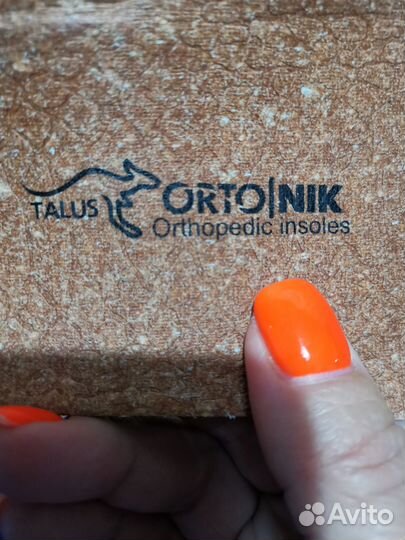 TALUS ORTO|NIK
Orthopedic insoles
Avito